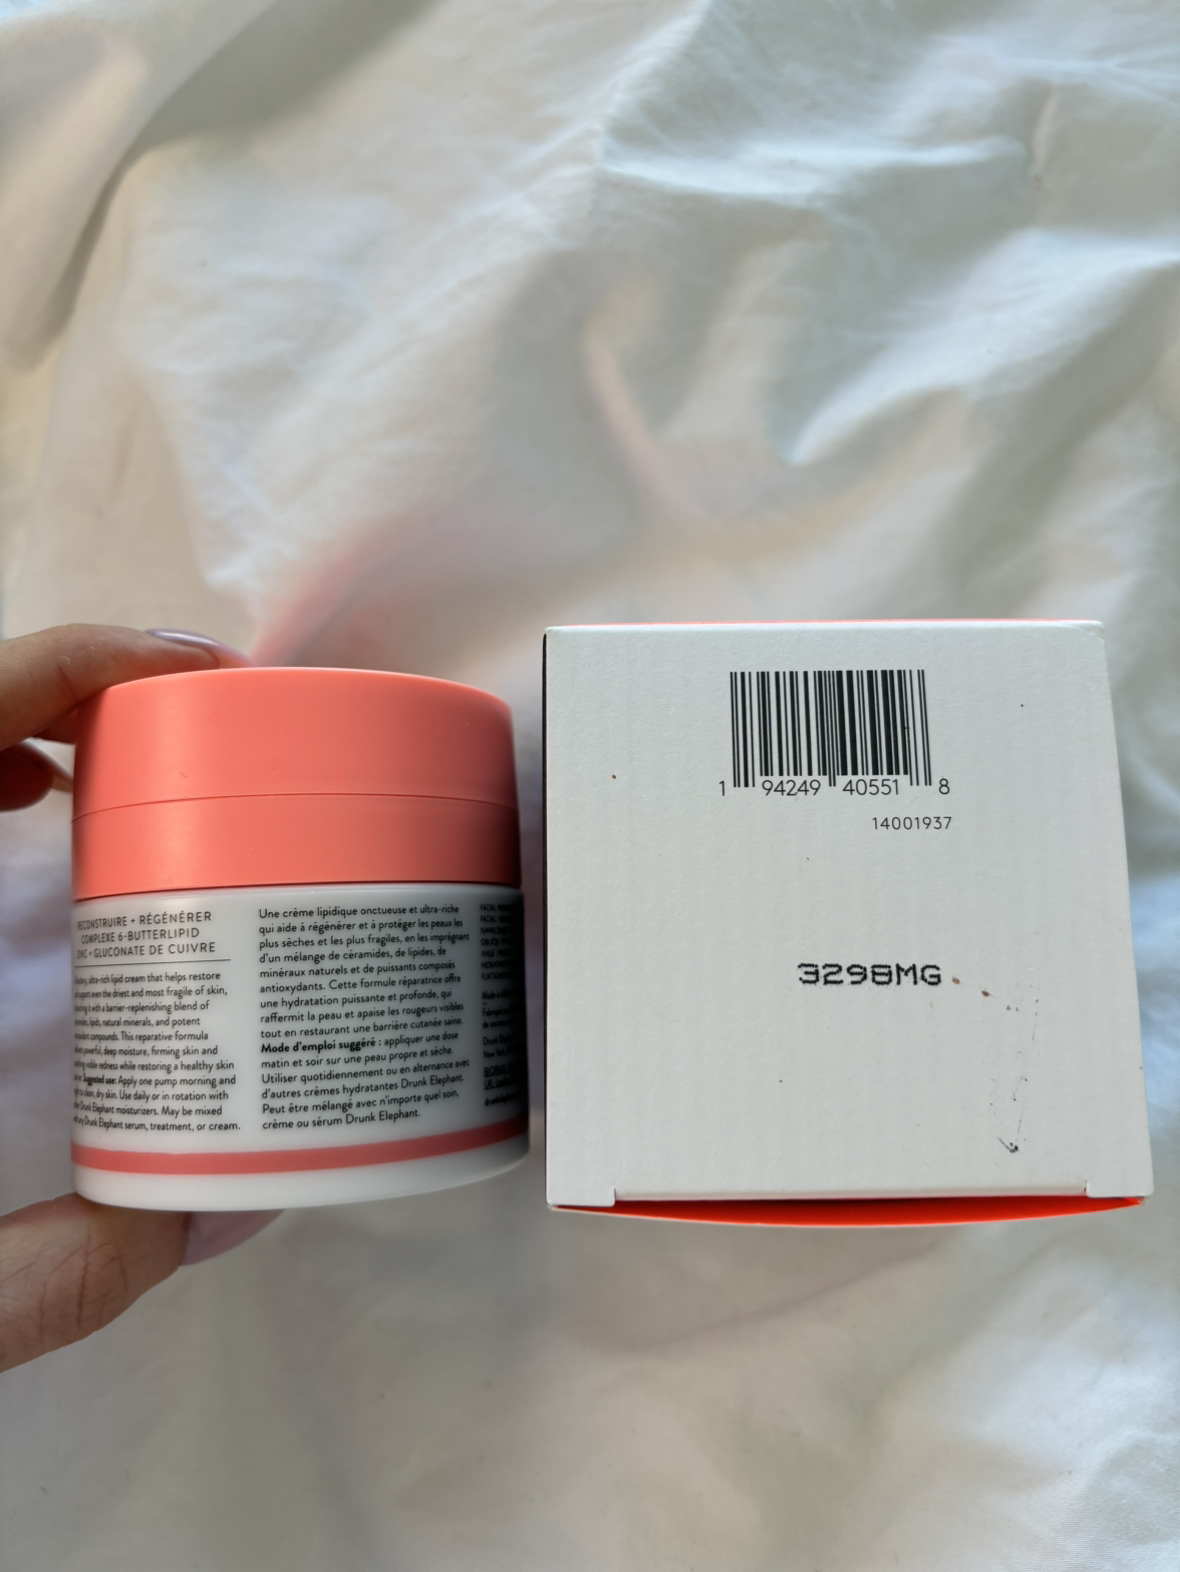 RECONSTRUIRE + RÉGÉNÉRER
COMPLEXE 6-BUTTERLIPID
ZINC + GLUCONATE DE CUIVRE
ultra-rich lipid cream that helps restore
support even the driest and most fragile of skin,
it with a barrier-replenishing blend of
lipids, natural minerals, and potent
compounds. This reparative formula
powerful, deep moisture, firming skin and
visible redness while restoring a healthy skin
Suggested use: Apply one pump morning and
to clean, dry skin. Use daily or in rotation with
Drunk Elephant moisturizers. May be mixed
any Drunk Elephant serum, treatment, or cream.
Une crème lipidique onctueuse et ultra-riche
qui aide à régénérer et à protéger les peaux les
plus sèches et les plus fragiles, en les imprégnant
d'un mélange de céramides, de lipides, de
minéraux naturels et de puissants composés
antioxydants. Cette formule réparatrice offre
une hydratation puissante et profonde, qui
raffermit la peau et apaise les rougeurs visibles
tout en restaurant une barrière cutanée saine.
Mode d'emploi suggéré : appliquer une dose
matin et soir sur une peau propre et sèche.
Utiliser quotidiennement ou en alternance avec
d'autres crèmes hydratantes Drunk Elephant.
Peut être mélangé avec n'importe quel soin,
crème ou sérum Drunk Elephant.
1 94249 40551 8
14001937
3298MG